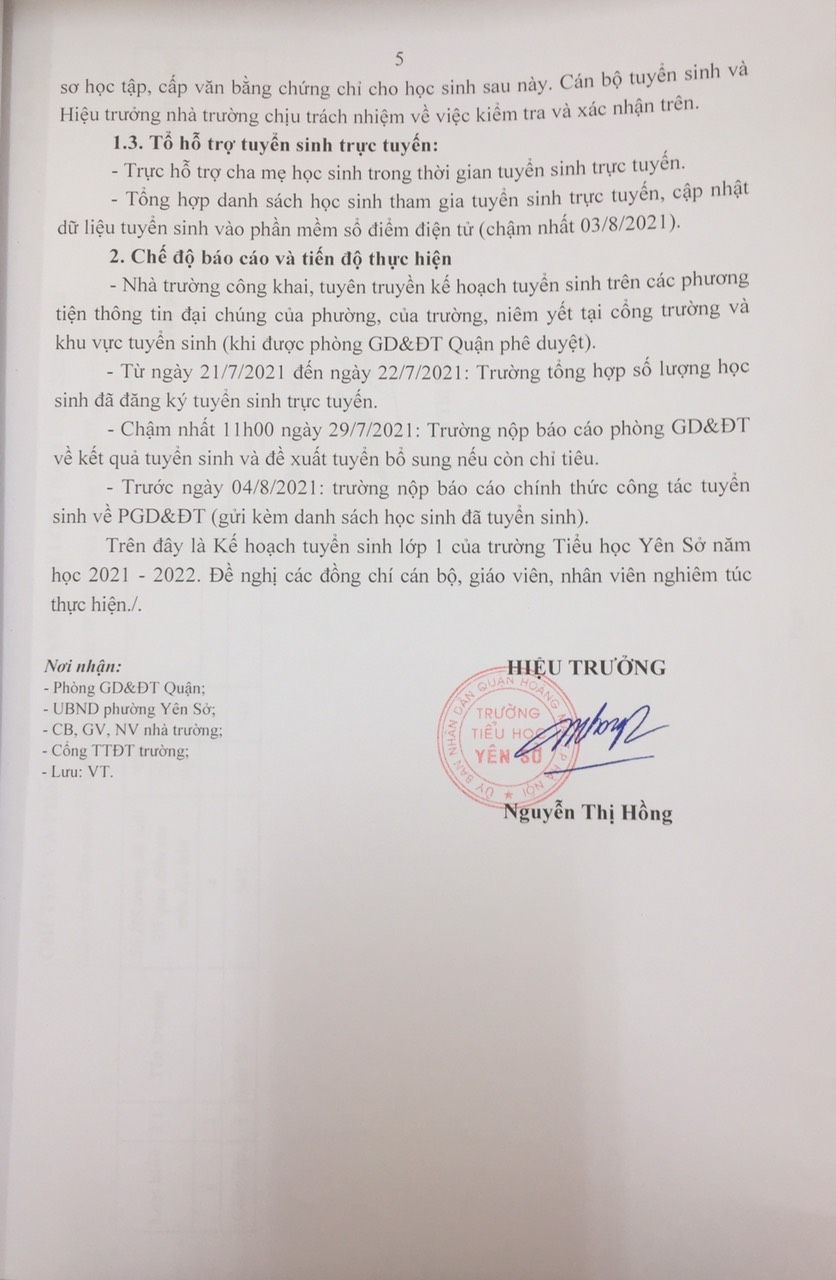 5
sơ học tập, cấp văn bằng chứng chỉ cho học sinh sau này. Cán bộ tuyển sinh và
Hiệu trưởng nhà trường chịu trách nhiệm về việc kiểm tra và xác nhận trên.
1.3. Tổ hỗ trợ tuyển sinh trực tuyến:
- Trực hỗ trợ cha mẹ học sinh trong thời gian tuyển sinh trực tuyến.
- Tổng hợp danh sách học sinh tham gia tuyển sinh trực tuyến, cập nhật
dữ liệu tuyển sinh vào phần mềm sổ điểm điện tử (chậm nhất 03/8/2021).
2. Chế độ báo cáo và tiến độ thực hiện
- Nhà trường công khai, tuyên truyền kế hoạch tuyển sinh trên các phương
tiện thông tin đại chúng của phường, của trường, niêm yết tại cổng trường và
khu vực tuyển sinh (khi được phòng GD&ĐT Quận phê duyệt).
- Từ ngày 21/7/2021 đến ngày 22/7/2021: Trường tổng hợp số lượng học
sinh đã đăng ký tuyển sinh trực tuyến.
- Chậm nhất 11h00 ngày 29/7/2021: Trường nộp báo cáo phòng GD&ĐT
về kết quả tuyển sinh và đề xuất tuyển bổ sung nếu còn chỉ tiêu.
- Trước ngày 04/8/2021: trường nộp báo cáo chính thức công tác tuyển
sinh về PGD&ĐT (gửi kèm danh sách học sinh đã tuyển sinh).
Trên đây là Kế hoạch tuyển sinh lớp 1 của trường Tiểu học Yên Sở năm
học 2021 - 2022. Đề nghị các đồng chí cán bộ, giáo viên, nhân viên nghiêm túc
thực hiện./.
Nơi nhận:
- Phòng GD&ĐT Quận;
- UBND phường Yên Sở;
- CB, GV, NV nhà trường;
- Cổng TTĐT trường;
- Lưu: VT.
HIỆU TRƯỞNG
ỦY BAN NHÂN DÂN QUẬN HOÀNG
NỘI
TRƯỜNG
TIỂU HỌC
YÊN SỞ
Nguyễn Thị Hồng